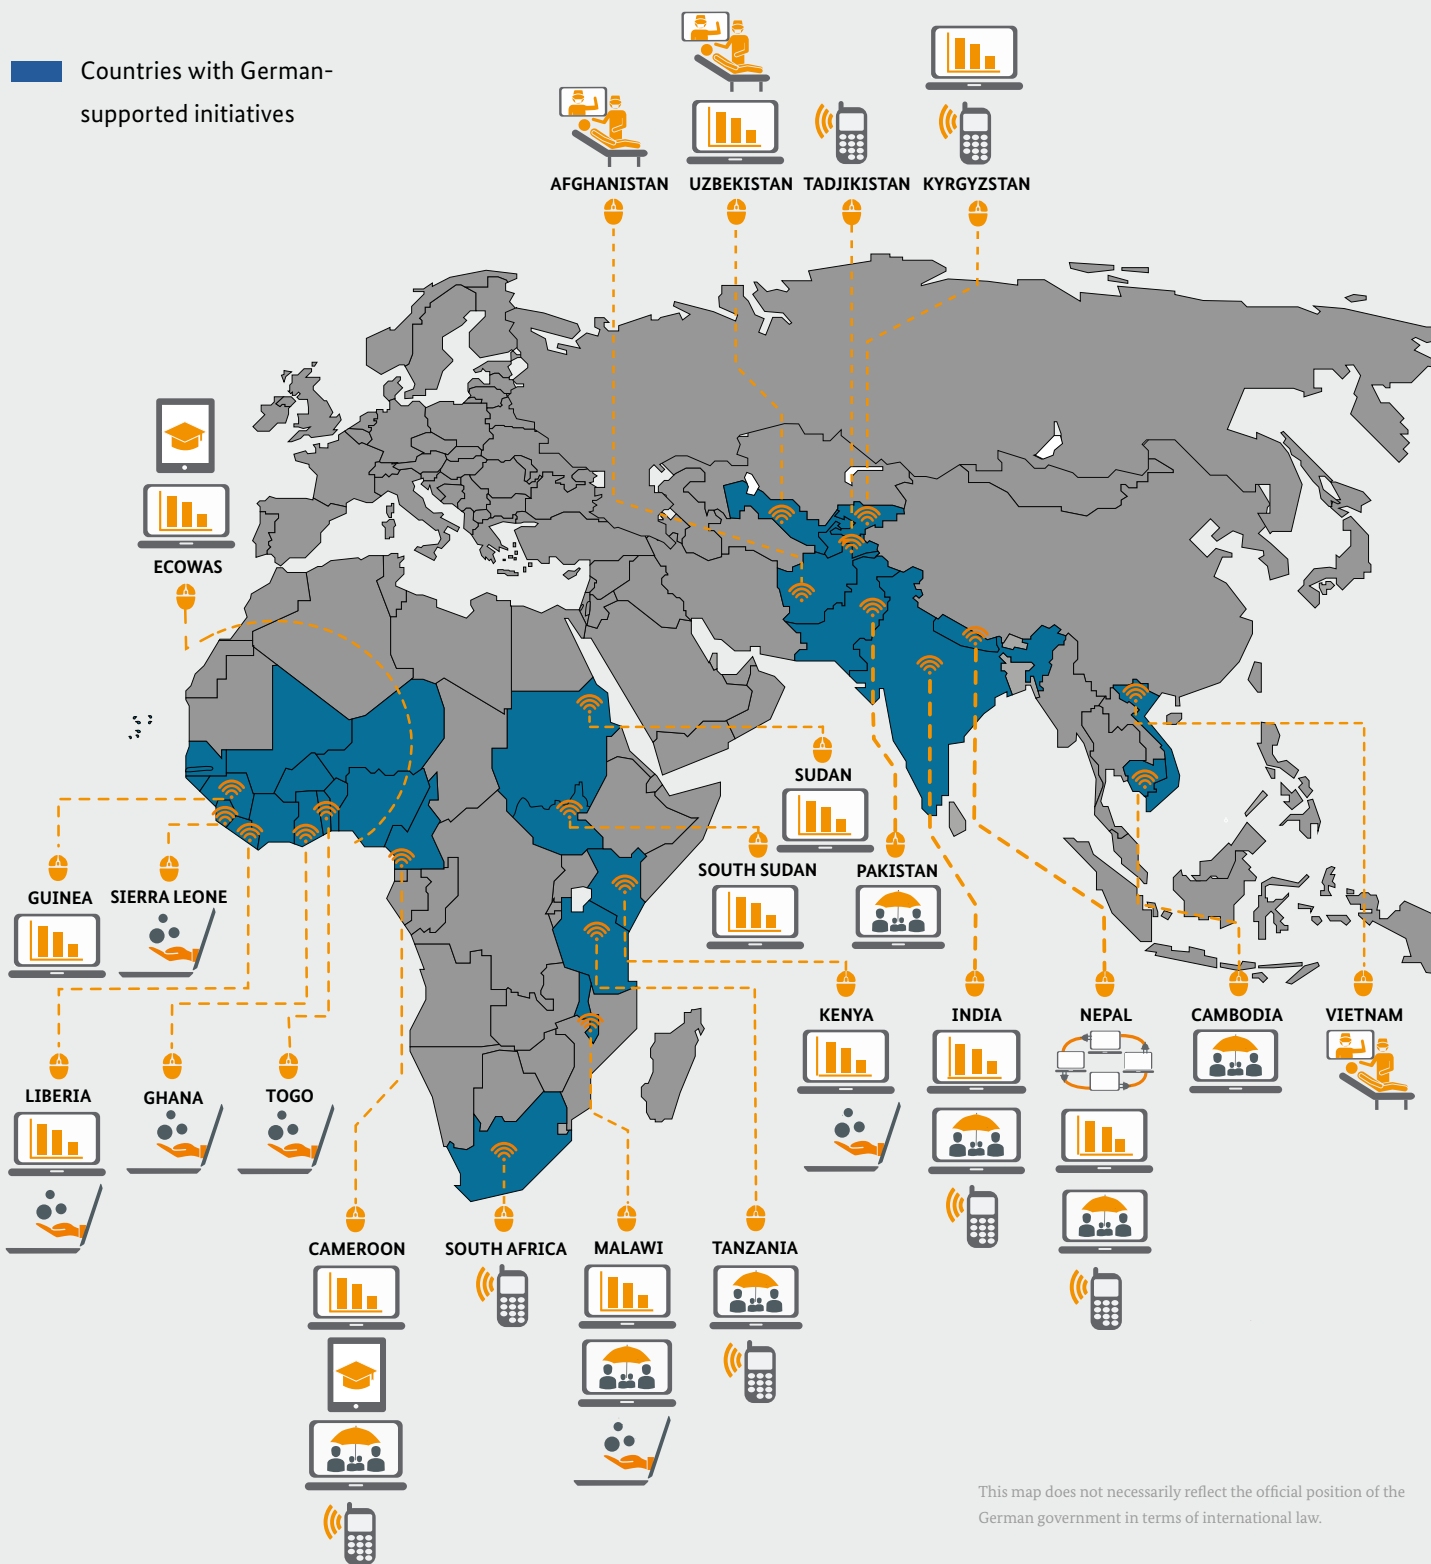 Countries with German-
supported initiatives
AFGHANISTAN
UZBEKISTAN
TADJIKISTAN
KYRGYZSTAN
ECOWAS
SUDAN
SOUTH SUDAN
PAKISTAN
GUINEA
SIERRA LEONE
KENYA
INDIA
NEPAL
CAMBODIA
VIETNAM
LIBERIA
GHANA
TOGO
CAMEROON
SOUTH AFRICA
MALAWI
TANZANIA
This map does not necessarily reflect the official position of the
German government in terms of international law.